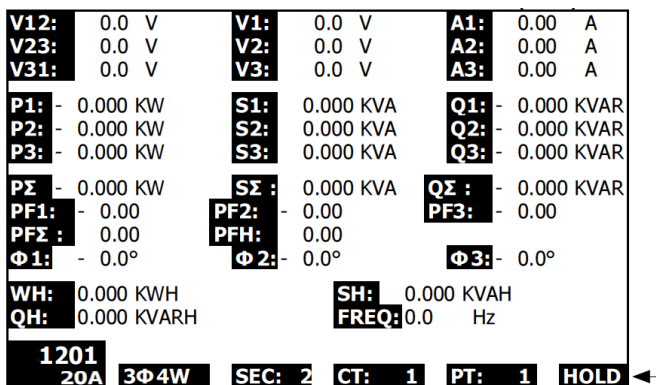 V12: 0.0 V V1: 0.0 V A1: 0.00 A
V23: 0.0 V V2: 0.0 V A2: 0.00 A
V31: 0.0 V V3: 0.0 V A3: 0.00 A
P1: - 0.000 KW S1: 0.000 KVA Q1: - 0.000 KVAR
P2: - 0.000 KW S2: 0.000 KVA Q2: - 0.000 KVAR
P3: - 0.000 KW S3: 0.000 KVA Q3: - 0.000 KVAR
PΣ - 0.000 KW SΣ : 0.000 KVA QΣ : - 0.000 KVAR
PF1: - 0.00 PF2: - 0.00 PF3: - 0.00
PFΣ : 0.00 PFH: 0.00
Φ1: - 0.0° Φ2: - 0.0° Φ3: - 0.0°
WH: 0.000 KWH SH: 0.000 KVAH
QH: 0.000 KVARH FREQ: 0.0 Hz
1201
20A 3Φ4W SEC: 2 CT: 1 PT: 1 HOLD